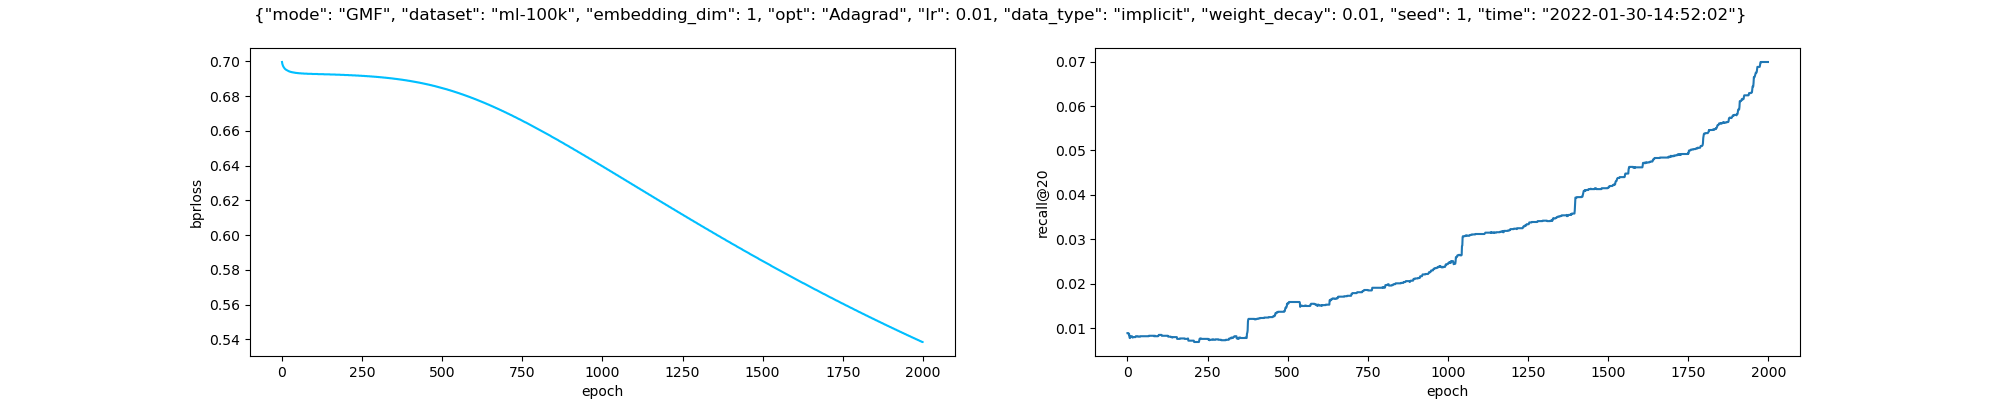 {"mode": "GMF", "dataset": "ml-100k", "embedding_dim": 1, "opt": "Adagrad", "lr": 0.01, "data_type": "implicit", "weight_decay": 0.01, "seed": 1, "time": "2022-01-30-14:52:02"}
bprloss
0.70
0.68
0.66
0.64
0.62
0.60
0.58
0.56
0.54
0 250 500 750 1000 1250 1500 1750 2000
epoch
recall@20
0.07
0.06
0.05
0.04
0.03
0.02
0.01
0 250 500 750 1000 1250 1500 1750 2000
epoch